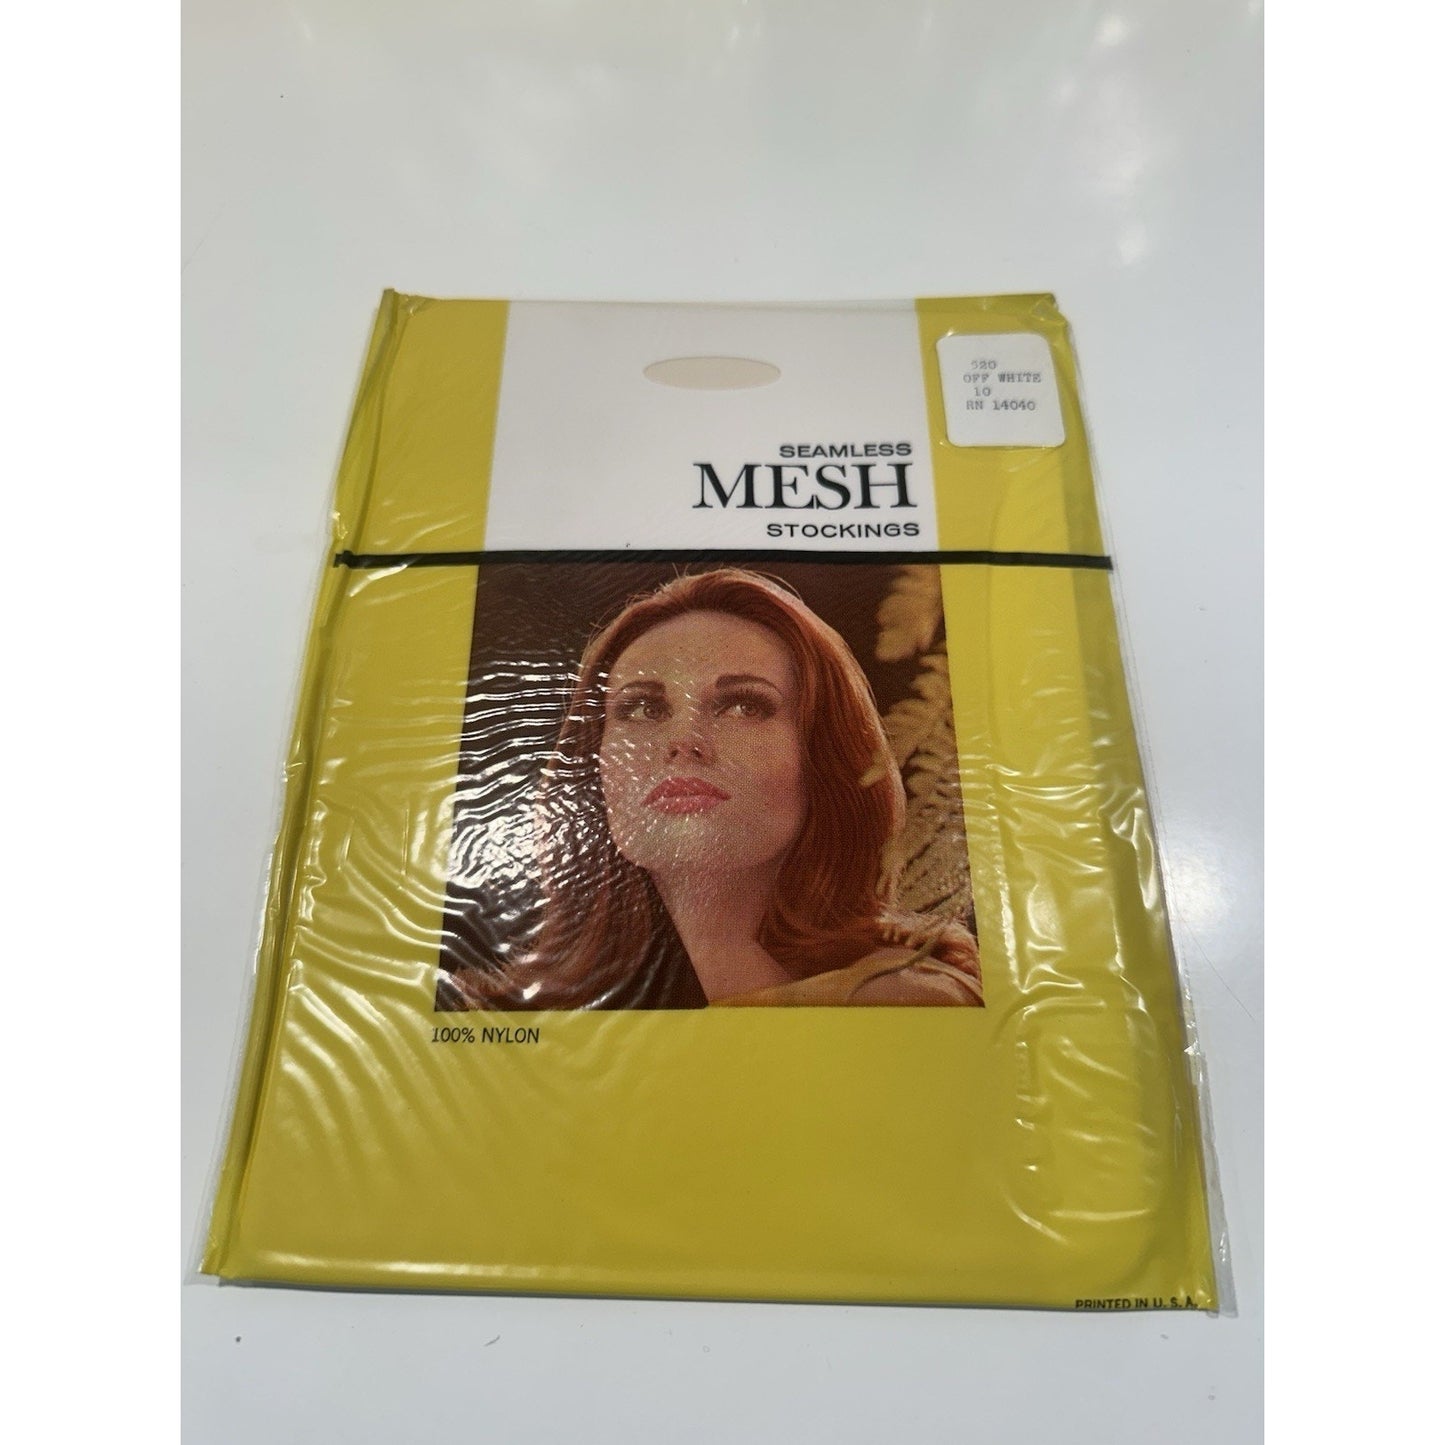 520
OFF WHITE
10
RN 14040
SEAMLESS
MESH
STOCKINGS
100% NYLON
PRINTED IN U. S. A.